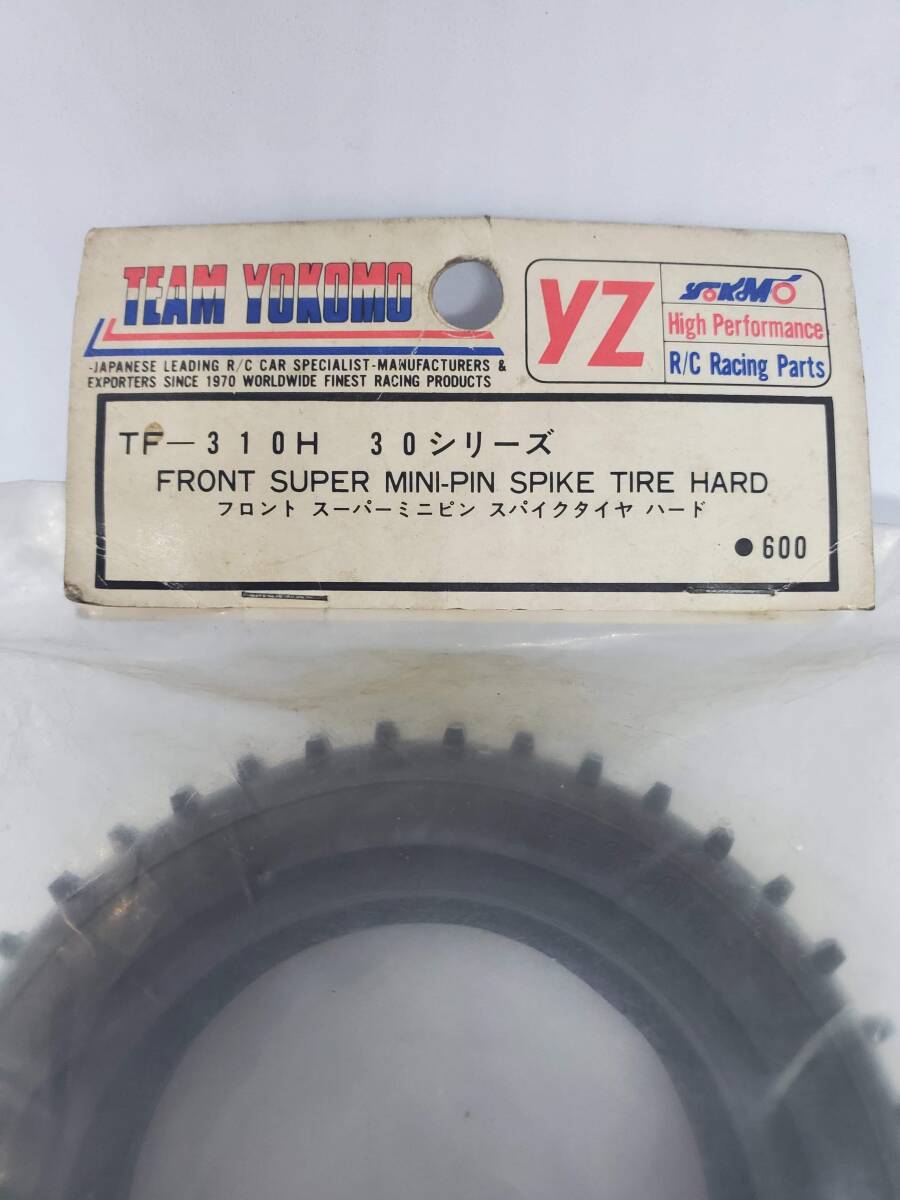 TEAM YOKOMO
-JAPANESE LEADING R/C CAR SPECIALIST-MANUFACTURERS &
EXPORTERS SINCE 1970 WORLDWIDE FINEST RACING PRODUCTS
YZ
YOKOMO
High Performance
R/C Racing Parts
TF－310H 30シリーズ
FRONT SUPER MINI-PIN SPIKE TIRE HARD
フロント スーパーミニピン スパイクタイヤ ハード
●600